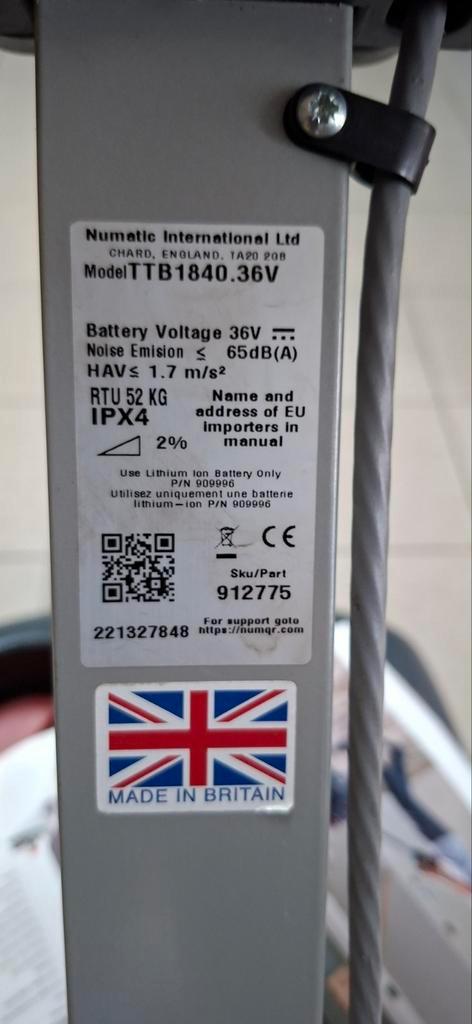 Numatic International Ltd
CHARD, ENGLAND. TA20 2GB
Model TTB1840.36V
Battery Voltage 36V
Noise Emision ≤ 65dB(A)
HAV ≤ 1.7 m/s²
RTU 52 KG
IPX4
2%
Name and
address of EU
importers in
manual
Use Lithium Ion Battery Only
P/N 909996
Utilisez uniquement une batterie
lithium-ion P/N 909996
CE
Sku/Part
912775
221327848
For support goto
https://numqr.com
MADE IN BRITAIN